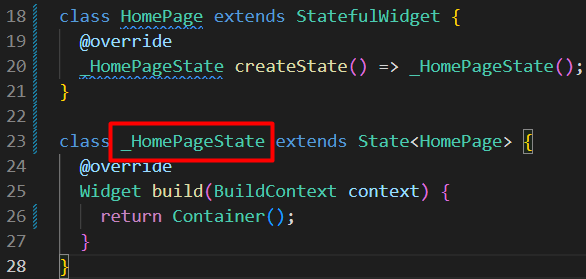 18 class HomePage extends StatefulWidget {
19 @override
20 _HomePageState createState() => _HomePageState();
21 }
22
23 class _HomePageState extends State<HomePage> {
24 @override
25 Widget build(BuildContext context) {
26 return Container();
27 }
28 }